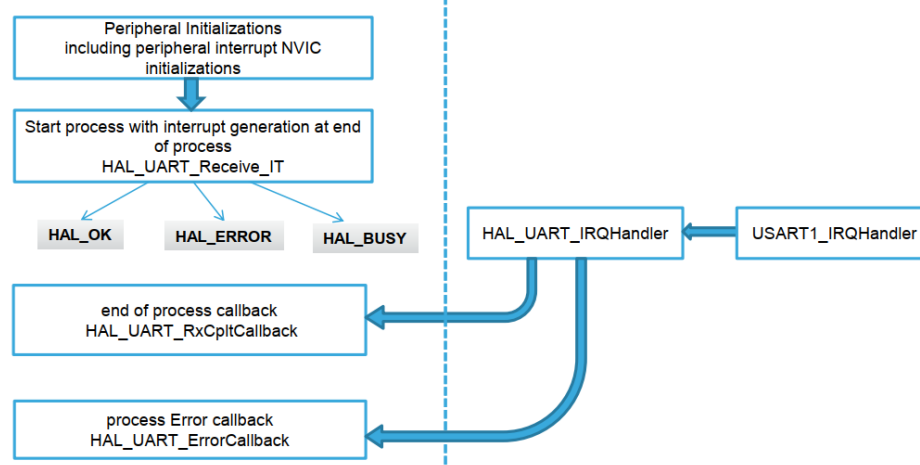 Peripheral Initializations
including peripheral interrupt NVIC
initializations
Start process with interrupt generation at end
of process
HAL_UART_Receive_IT
HAL_OK
HAL_ERROR
HAL_BUSY
HAL_UART_IRQHandler
USART1_IRQHandler
end of process callback
HAL_UART_RxCpltCallback
process Error callback
HAL_UART_ErrorCallback